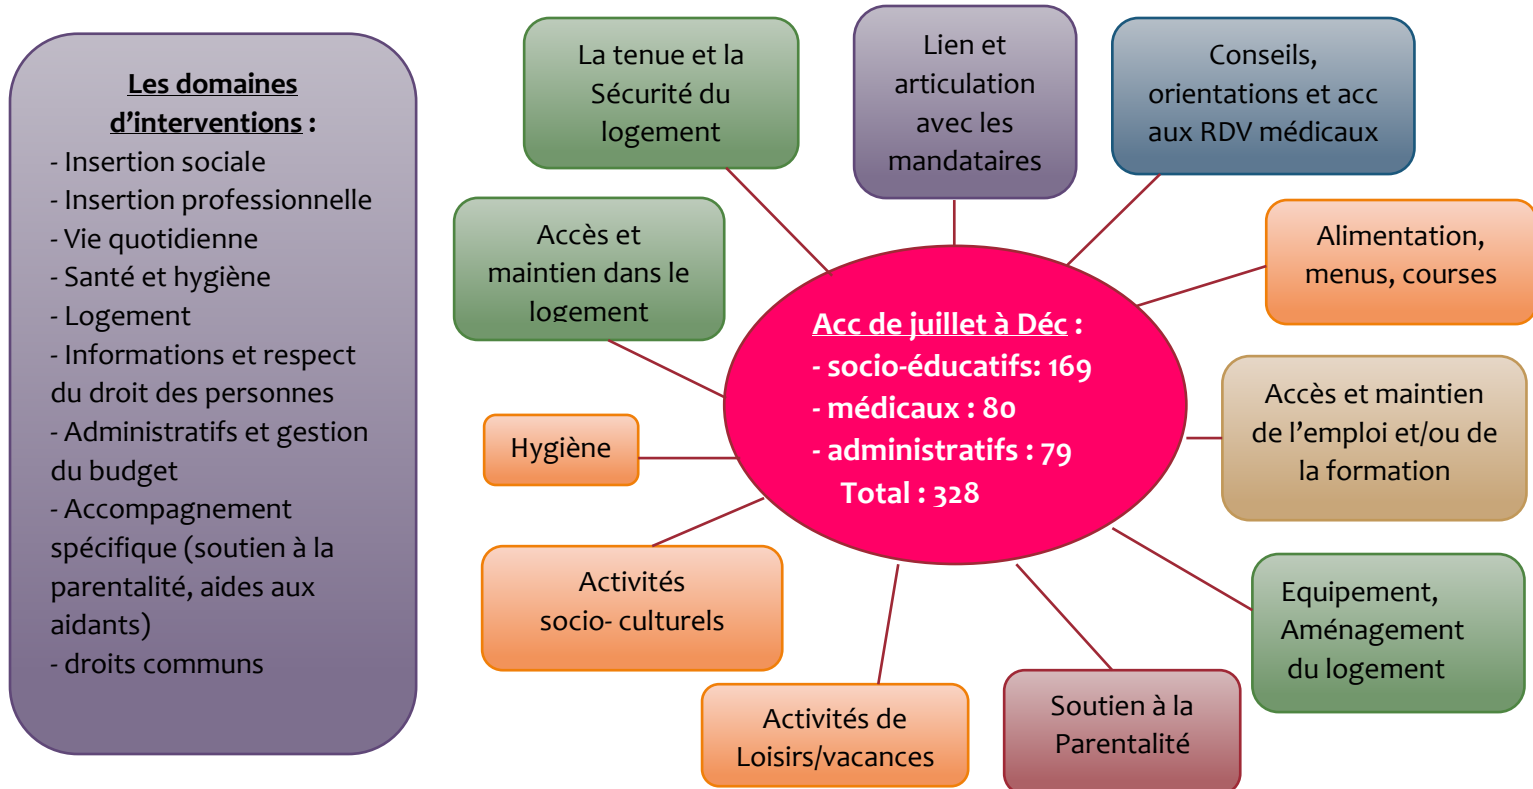 Les domaines
d'interventions :
- Insertion sociale
- Insertion professionnelle
- Vie quotidienne
- Santé et hygiène
- Logement
- Informations et respect
du droit des personnes
- Administratifs et gestion
du budget
- Accompagnement
spécifique (soutien à la
parentalité, aides aux
aidants)
- droits communs
La tenue et la
Sécurité du
logement
Lien et
articulation
avec les
mandataires
Conseils,
orientations et acc
aux RDV médicaux
Accès et
maintien dans le
logement
Alimentation,
menus, courses
Acc de juillet à Déc :
- socio-éducatifs: 169
- médicaux : 80
- administratifs : 79
Total : 328
Accès et maintien
de l'emploi et/ou de
la formation
Hygiène
Activités
socio- culturels
Equipement,
Aménagement
du logement
Activités de
Loisirs/vacances
Soutien à la
Parentalité